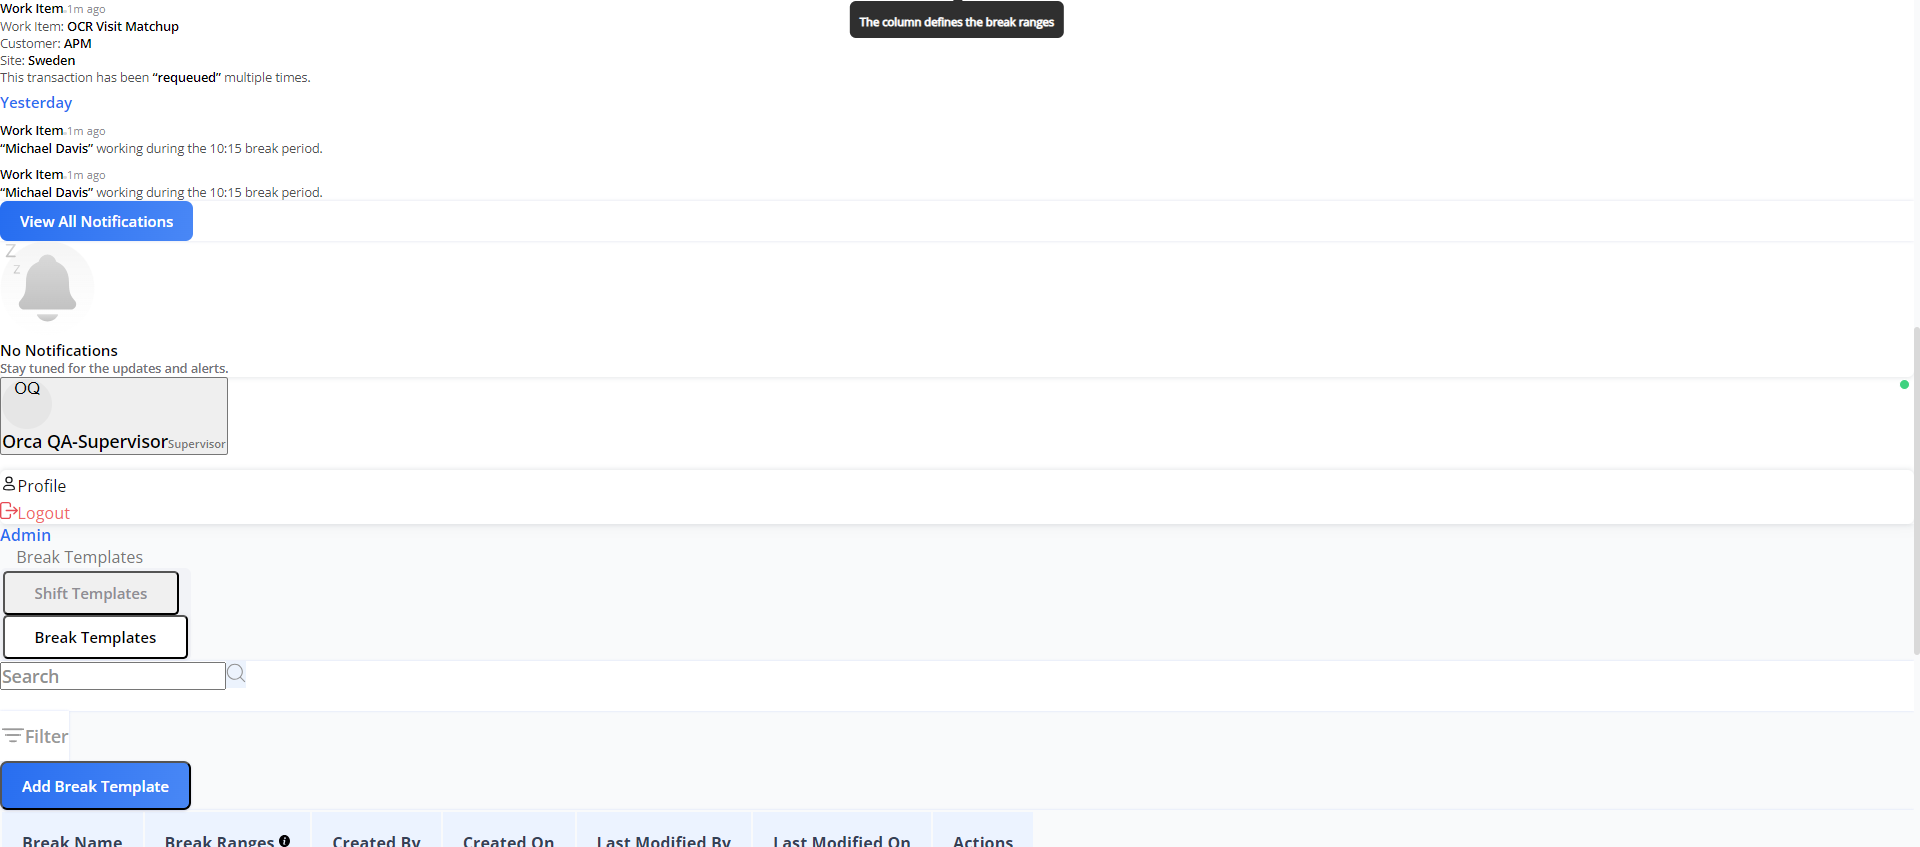 Work Item.1m ago
Work Item: OCR Visit Matchup
Customer: APM
Site: Sweden
This transaction has been “requeued” multiple times.
The column defines the break ranges
Yesterday
Work Item.1m ago
“Michael Davis” working during the 10:15 break period.
Work Item.1m ago
“Michael Davis” working during the 10:15 break period.
View All Notifications
Z
Z
No Notifications
Stay tuned for the updates and alerts.
OQ
Orca QA-SupervisorSupervisor
Profile
Logout
Admin
Break Templates
Shift Templates
Break Templates
Search
Filter
Add Break Template
Break Name Break Ranges Created By Created On Last Modified By Last Modified On Actions